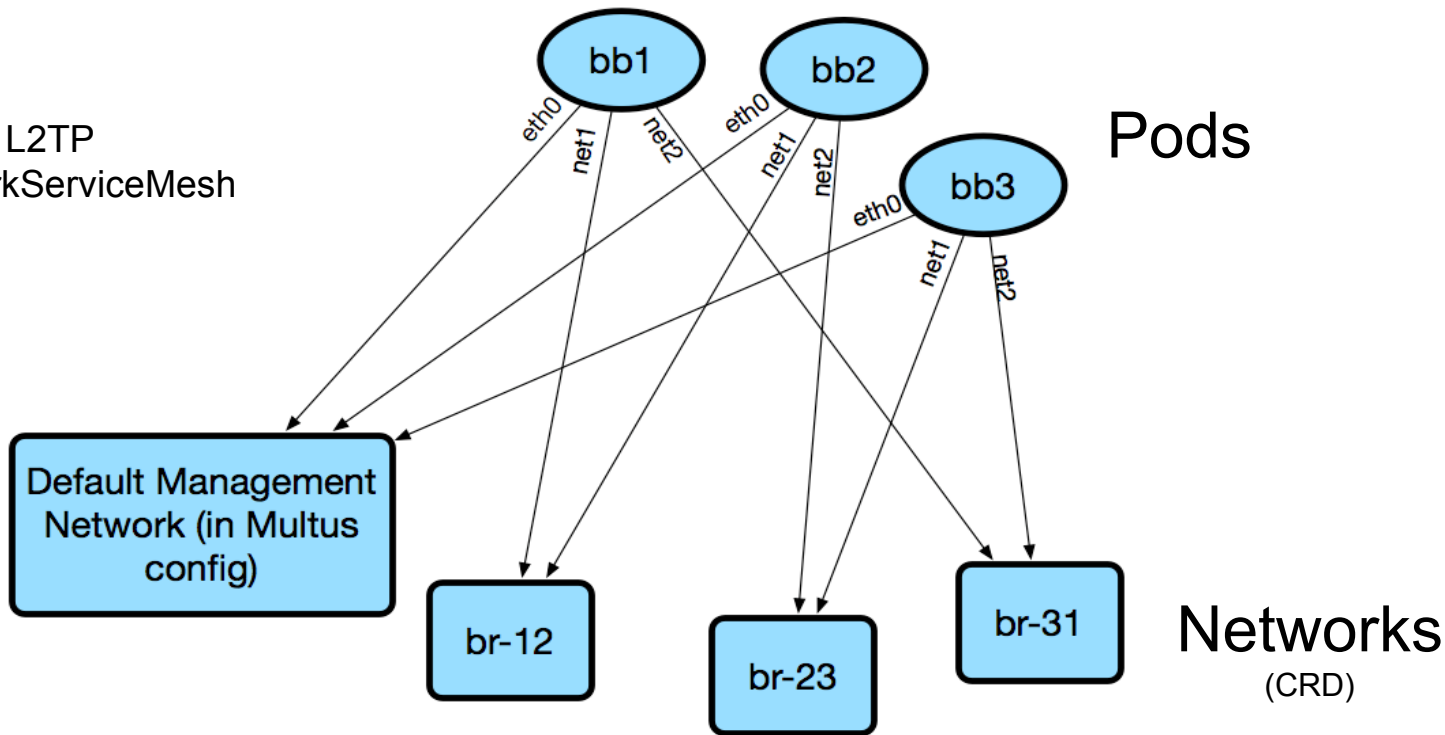 bb1
bb2
eth0
net1
net2
eth0
net1
net2
L2TP
rkServiceMesh
Pods
bb3
eth0
net1
net2
Default Management
Network (in Multus
config)
br-12
br-23
br-31
Networks
(CRD)